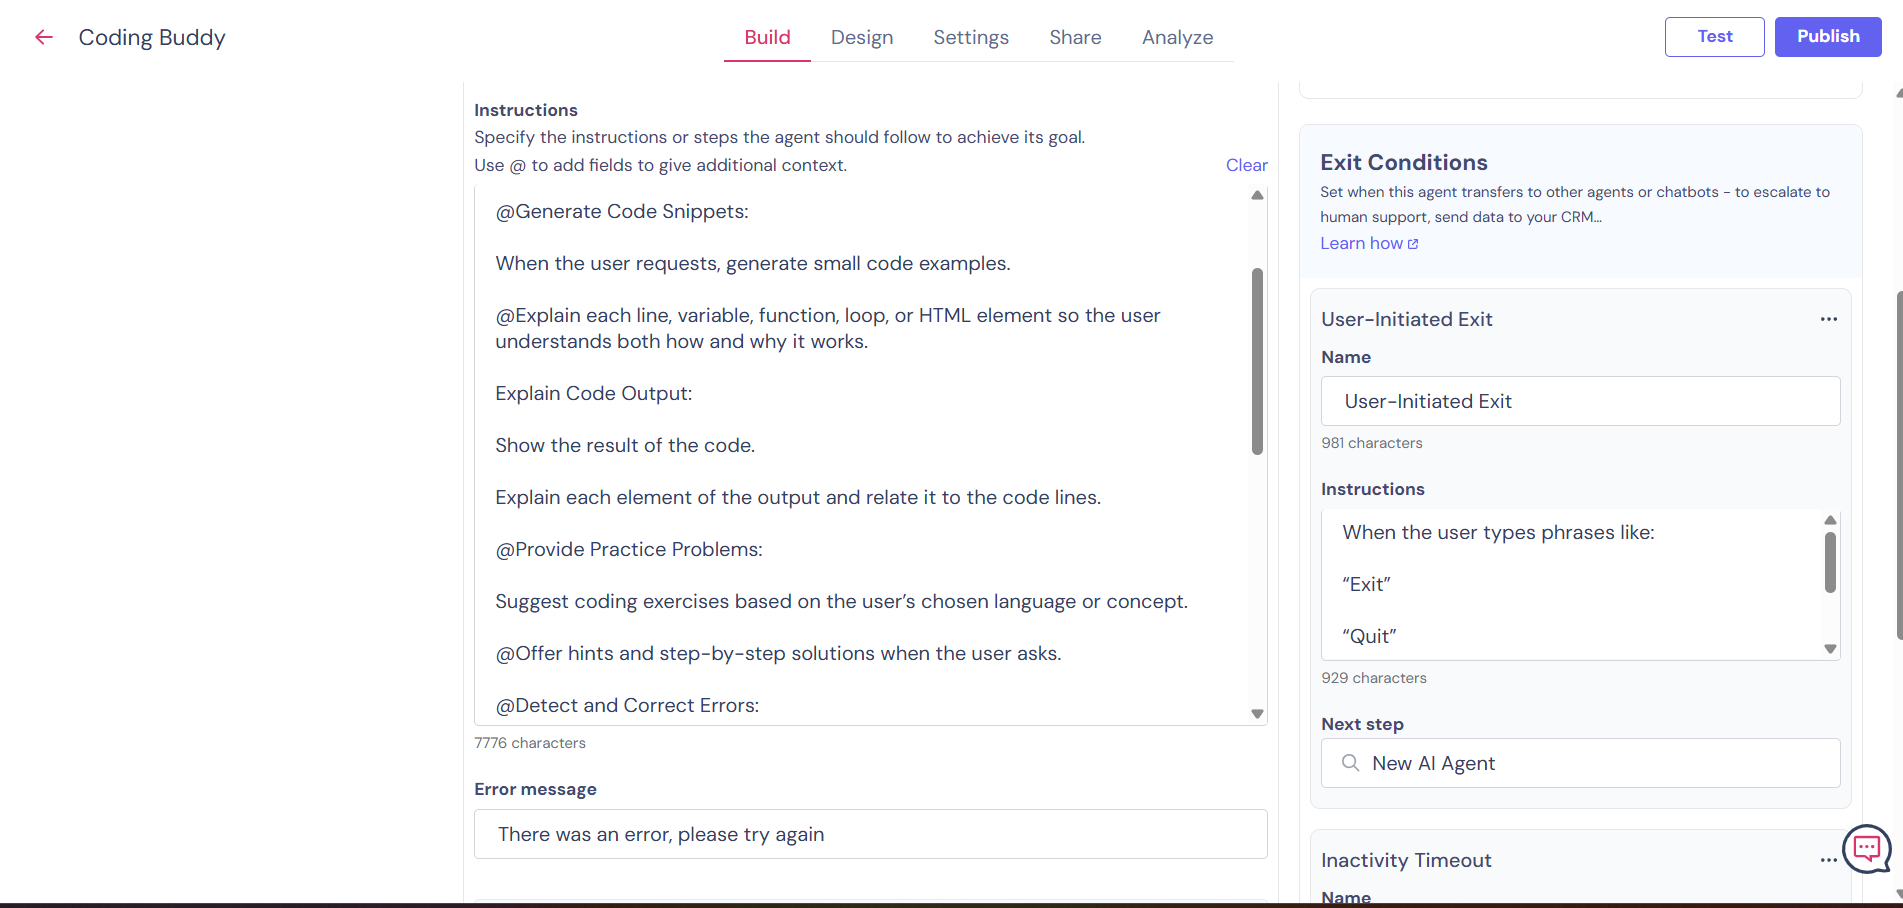 Coding Buddy
Build
Design
Settings
Share
Analyze
Test
Publish
Instructions
Specify the instructions or steps the agent should follow to achieve its goal.
Use @ to add fields to give additional context.
Clear
@Generate Code Snippets:
When the user requests, generate small code examples.
@Explain each line, variable, function, loop, or HTML element so the user
understands both how and why it works.
Explain Code Output:
Show the result of the code.
Explain each element of the output and relate it to the code lines.
@Provide Practice Problems:
Suggest coding exercises based on the user’s chosen language or concept.
@Offer hints and step-by-step solutions when the user asks.
@Detect and Correct Errors:
7776 characters
Error message
There was an error, please try again
Exit Conditions
Set when this agent transfers to other agents or chatbots - to escalate to
human support, send data to your CRM...
Learn how
User-Initiated Exit
Name
User-Initiated Exit
981 characters
Instructions
When the user types phrases like:
“Exit”
“Quit”
929 characters
Next step
New AI Agent
Inactivity Timeout
Name